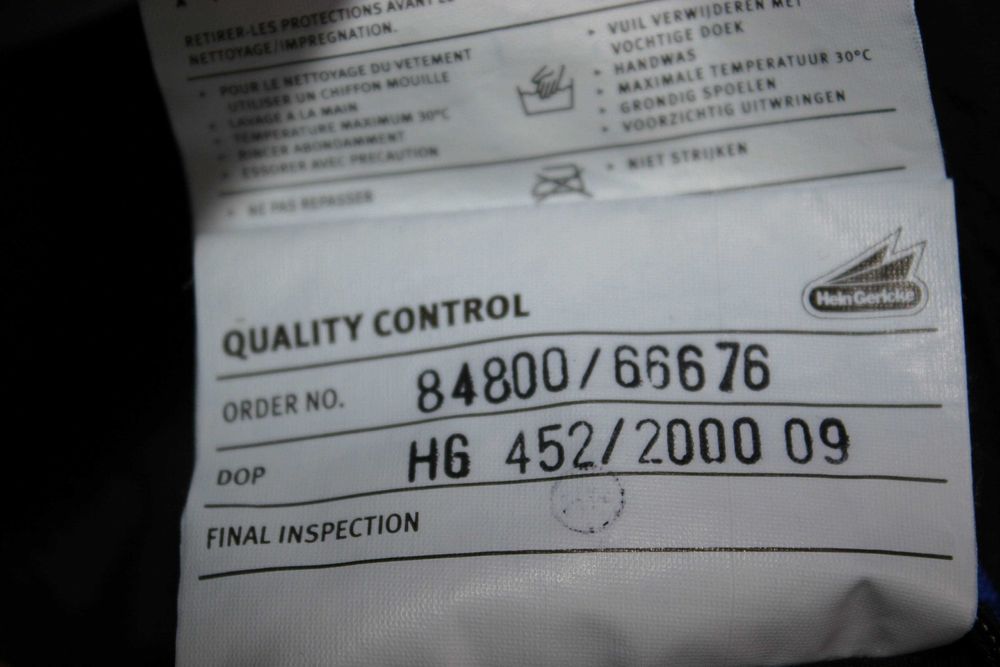 RETIRER-LES PROTECTIONS AVANT LE
NETTOYAGE/IMPREGNATION.
• POUR LE NETTOYAGE DU VETEMENT
UTILISER UN CHIFFON MOUILLE
• LAVAGE A LA MAIN
• TEMPERATURE MAXIMUM 30°C
• RINCER ABONDAMMENT
• ESSORER AVEC PRECAUTION
• NE PAS REPASSER
• VUIL VERWIJDEREN MET
VOCHTIGE DOEK
• HANDWAS
• MAXIMALE TEMPERATUUR 30°C
• GRONDIG SPOELEN
• VOORZICHTIG UITWRINGEN
• NIET STRIJKEN
Hein Gericke
QUALITY CONTROL
ORDER NO. 84800/66676
DOP HG 452/2000 09
FINAL INSPECTION